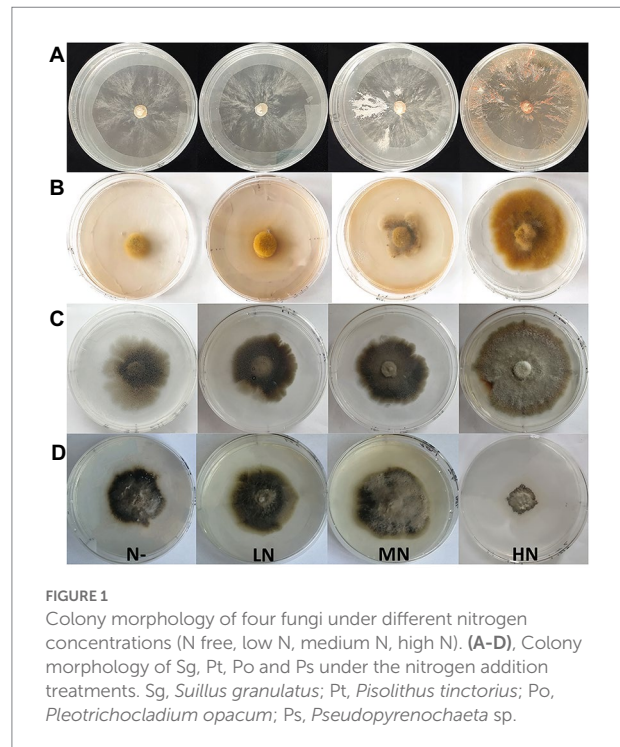 A
B
C
D
N- LN MN HN
FIGURE 1
Colony morphology of four fungi under different nitrogen
concentrations (N free, low N, medium N, high N). (A-D), Colony
morphology of Sg, Pt, Po and Ps under the nitrogen addition
treatments. Sg, Suillus granulatus; Pt, Pisolithus tinctorius; Po,
Pleotrichocladium opacum; Ps, Pseudopyrenochaeta sp.